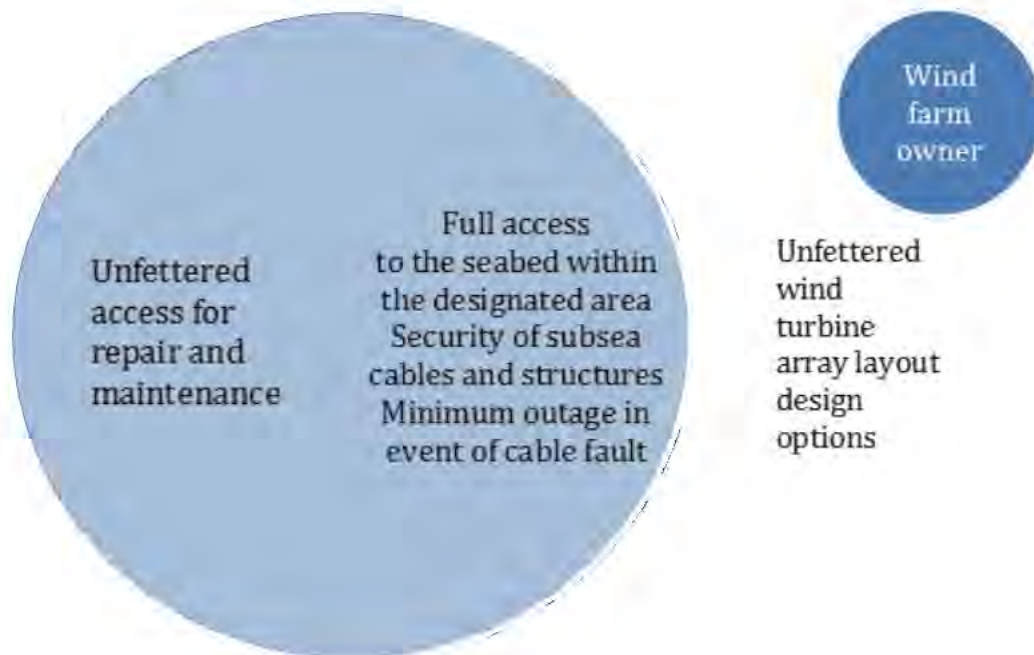 Unfettered
access for
repair and
maintenance
Full access
to the seabed within
the designated area
Security of subsea
cables and structures
Minimum outage in
event of cable fault
Wind
farm
owner
Unfettered
wind
turbine
array layout
design
options